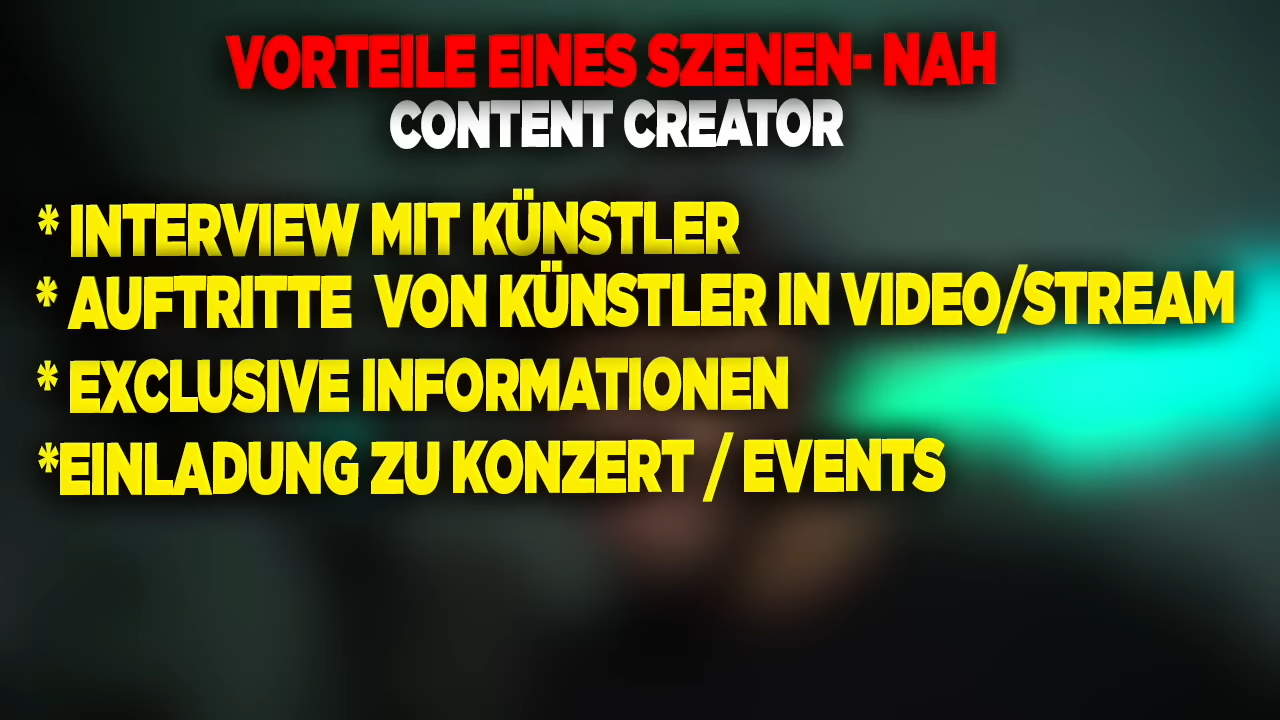 VORTEILE EINES SZENEN- NAH
CONTENT CREATOR
* INTERVIEW MIT KÜNSTLER
* AUFTRITTE VON KÜNSTLER IN VIDEO/STREAM
* EXCLUSIVE INFORMATIONEN
*EINLADUNG ZU KONZERT / EVENTS